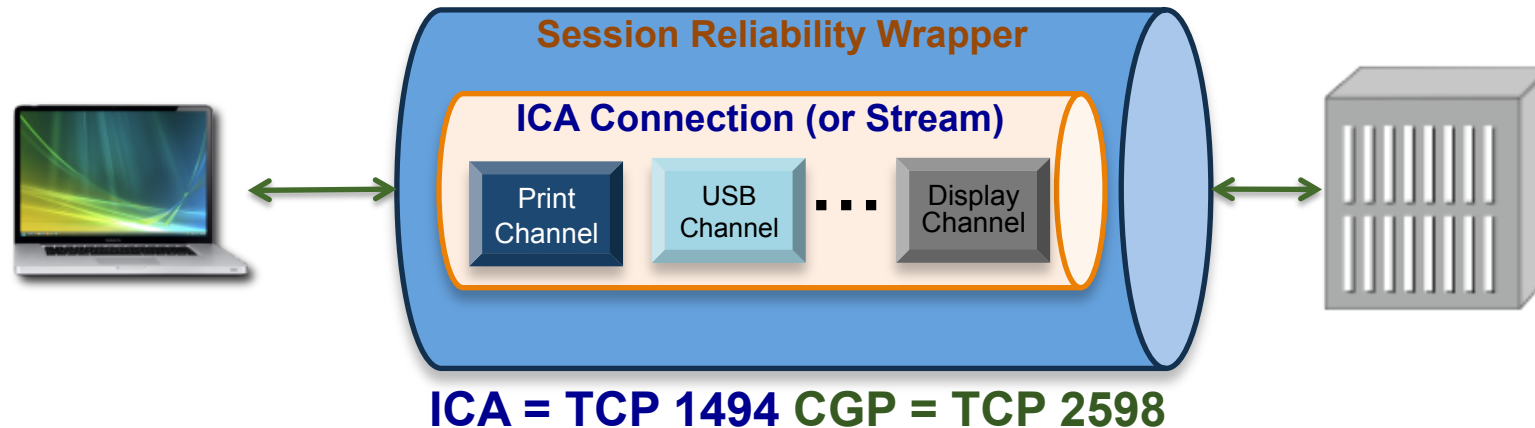 Session Reliability Wrapper
ICA Connection (or Stream)
Print
Channel
USB
Channel
...
Display
Channel
ICA = TCP 1494 CGP = TCP 2598